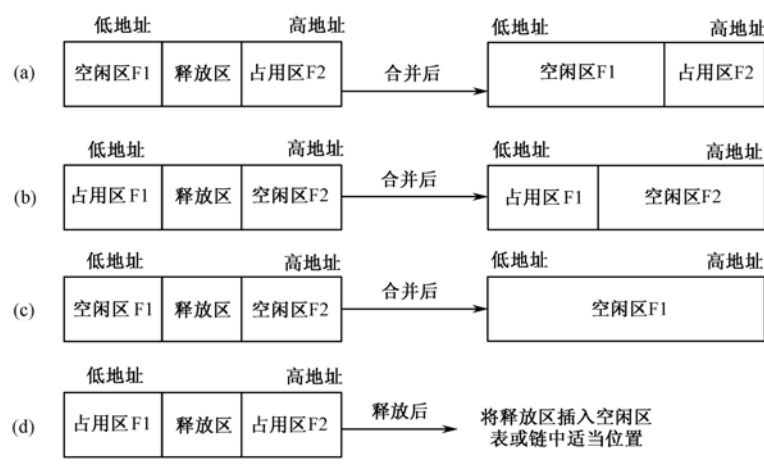 低地址 高地址 低地址 高地址
(a) 空闲区F1 释放区 占用区F2 合并后 空闲区F1 占用区F2
低地址 高地址 低地址 高地址
(b) 占用区F1 释放区 空闲区F2 合并后 占用区F1 空闲区F2
低地址 高地址 低地址 高地址
(c) 空闲区F1 释放区 空闲区F2 合并后 空闲区F1
低地址 高地址
(d) 占用区F1 释放区 占用区F2 释放后 将释放区插入空闲区
表或链中适当位置